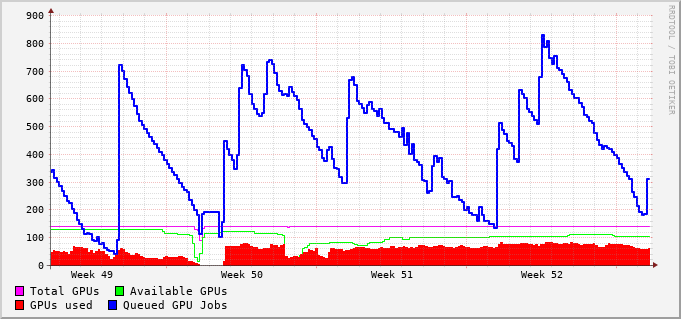 900
800
700
600
500
400
300
200
100
0
Week 49 Week 50 Week 51 Week 52
Total GPUs Available GPUs
GPUs used Queued GPU Jobs
RRDTOOL / TOBI OETIKER